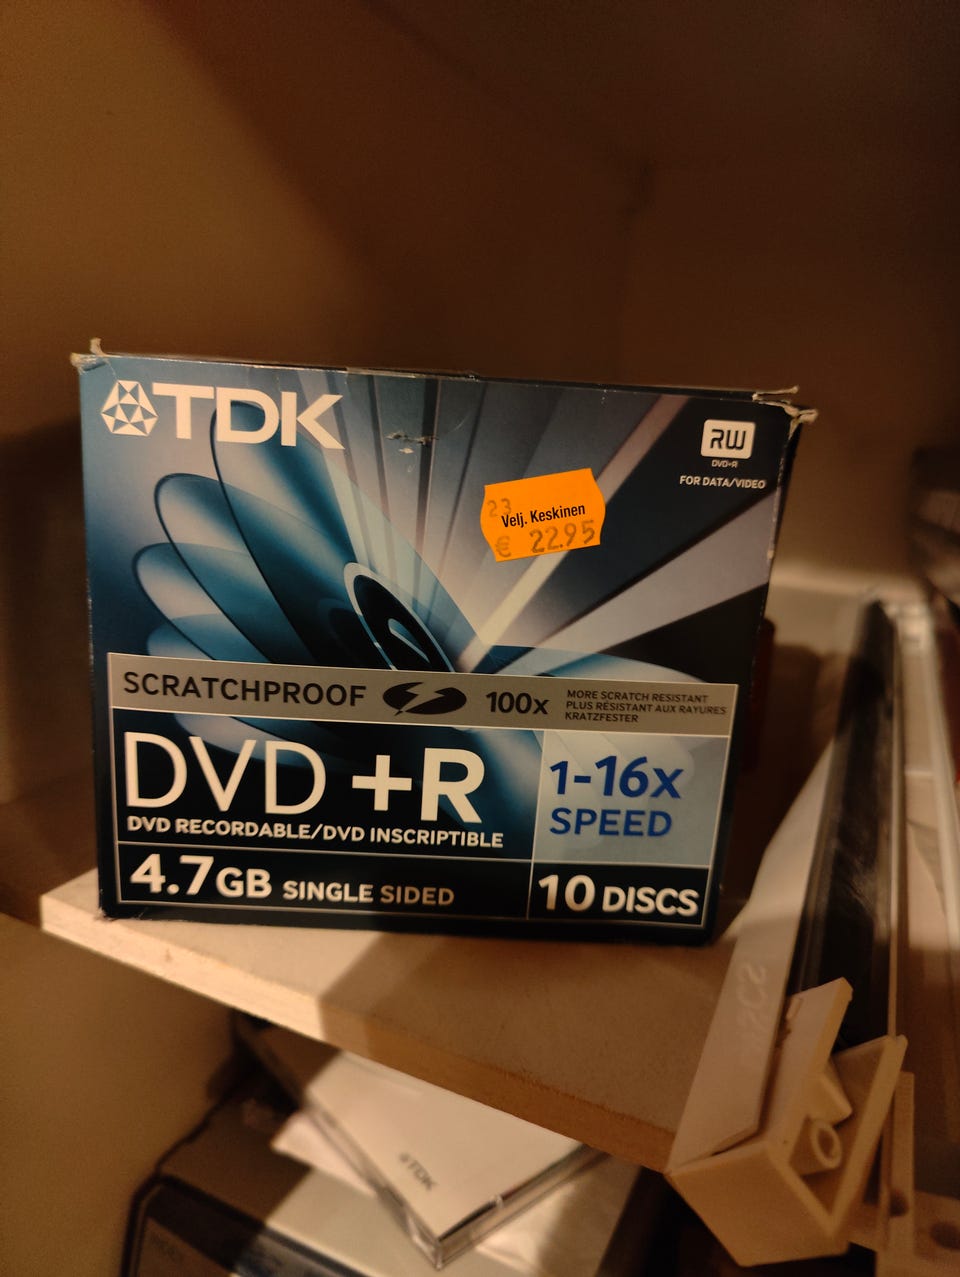 TDK
RW
DVD+R
FOR DATA/VIDEO
23
Velj. Keskinen
€ 22.95
SCRATCHPROOF 100x
MORE SCRATCH RESISTANT
PLUS RÉSISTANT AUX RAYURES
KRATZFESTER
DVD +R
DVD RECORDABLE/DVD INSCRIPTIBLE
1-16x
SPEED
4.7GB SINGLE SIDED
10 DISCS
TDK